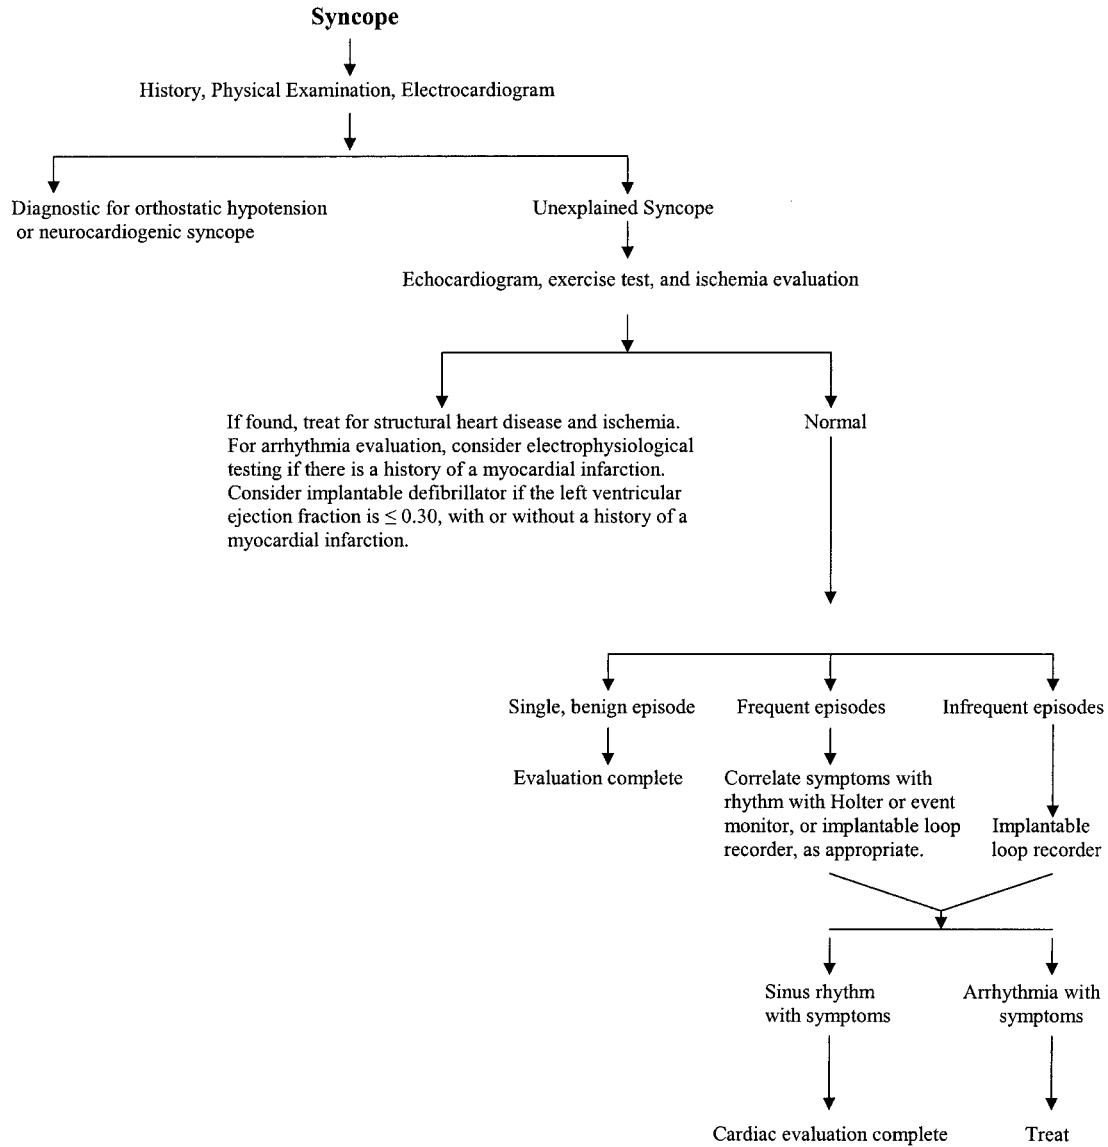 Syncope
History, Physical Examination, Electrocardiogram
Diagnostic for orthostatic hypotension
or neurocardiogenic syncope
Unexplained Syncope
Echocardiogram, exercise test, and ischemia evaluation
If found, treat for structural heart disease and ischemia.
For arrhythmia evaluation, consider electrophysiological
testing if there is a history of a myocardial infarction.
Consider implantable defibrillator if the left ventricular
ejection fraction is ≤ 0.30, with or without a history of a
myocardial infarction.
Normal
Single, benign episode
Frequent episodes
Infrequent episodes
Evaluation complete
Correlate symptoms with
rhythm with Holter or event
monitor, or implantable loop
recorder, as appropriate.
Implantable
loop recorder
Sinus rhythm
with symptoms
Arrhythmia with
symptoms
Cardiac evaluation complete
Treat